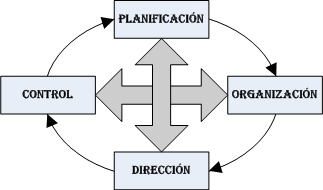 PLANIFICACIÓN
CONTROL
ORGANIZACIÓN
DIRECCIÓN